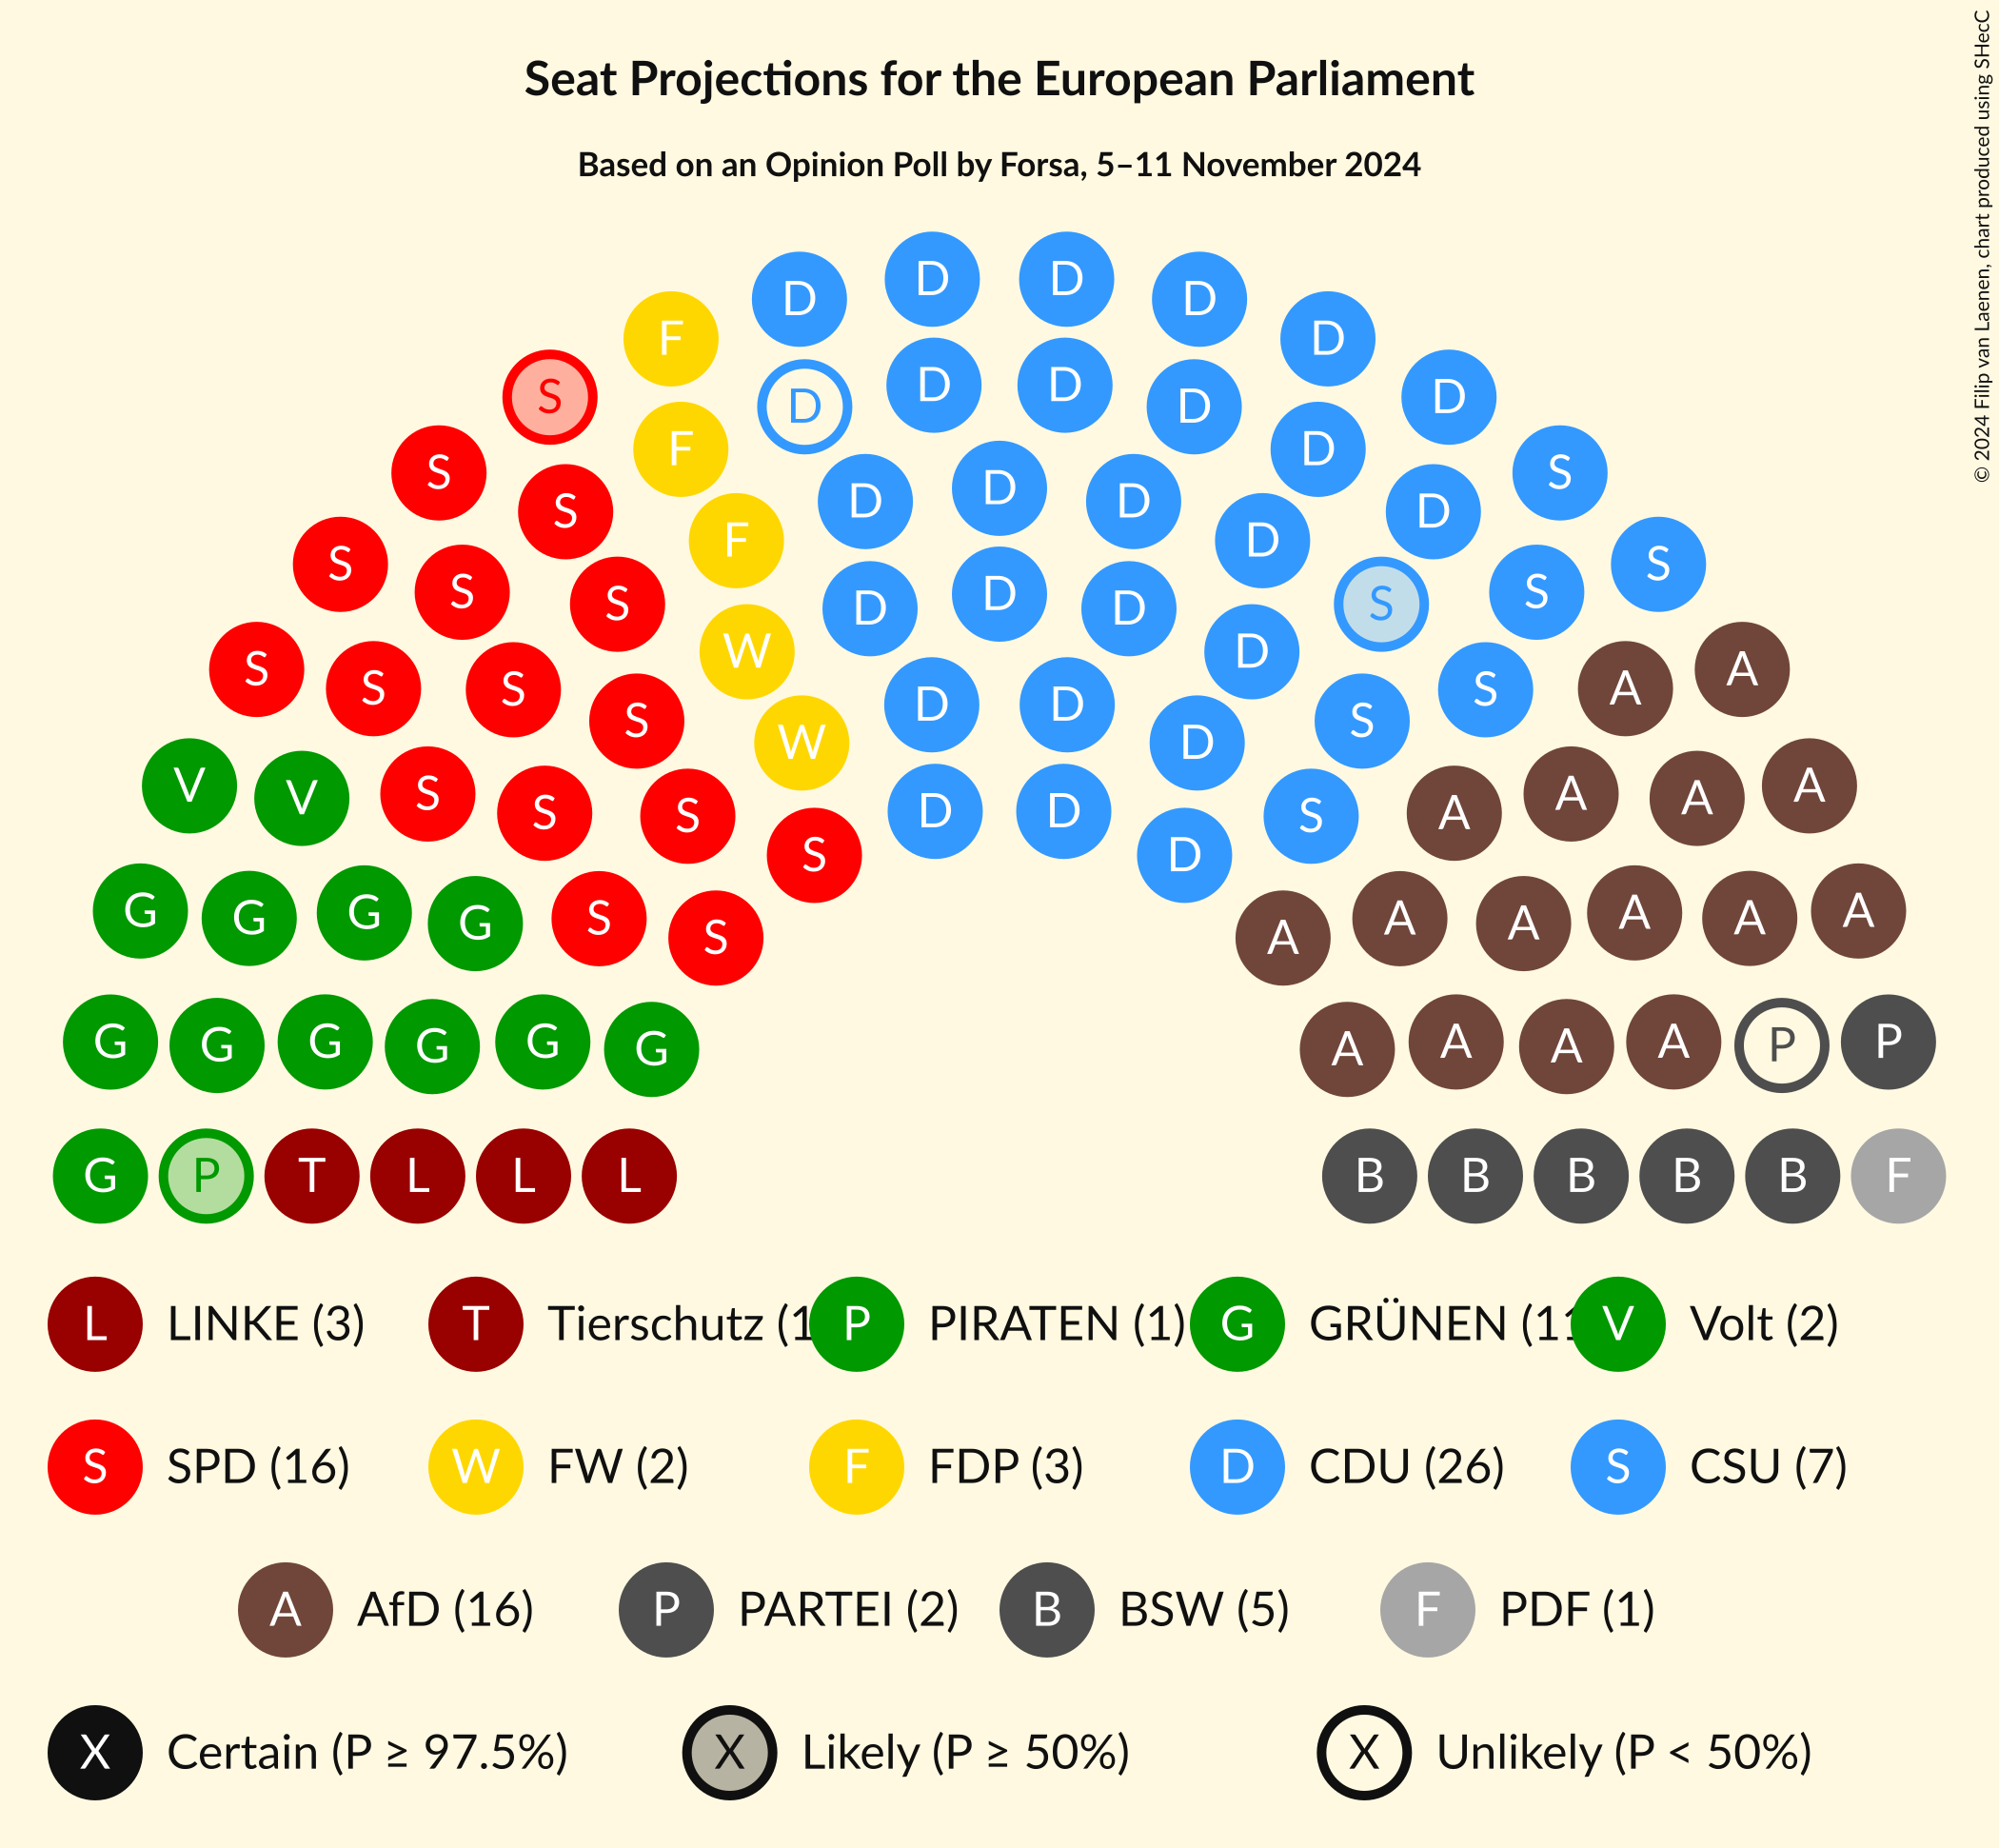 © 2024 Filip van Laenen, chart produced using SHecC
Seat Projections for the European Parliament
Based on an Opinion Poll by Forsa, 5–11 November 2024
D D D D
F D
S D D D D D
F D
S D D D S
S F D D
S S S D D D S S S
W D
S S S S D D S S A A
W D
V V S S S D D S A A A A
S D
G G G G S S A A A A A A
G G G G G G A A A A P P
G P T L L L B B B B B F
L LINKE (3) T Tierschutz (1 P PIRATEN (1) G GRÜNEN (11 V Volt (2)
S SPD (16) W FW (2) F FDP (3) D CDU (26) S CSU (7)
A AfD (16) P PARTEI (2) B BSW (5) F PDF (1)
X Certain (P ≥ 97.5%) X Likely (P ≥ 50%) X Unlikely (P < 50%)